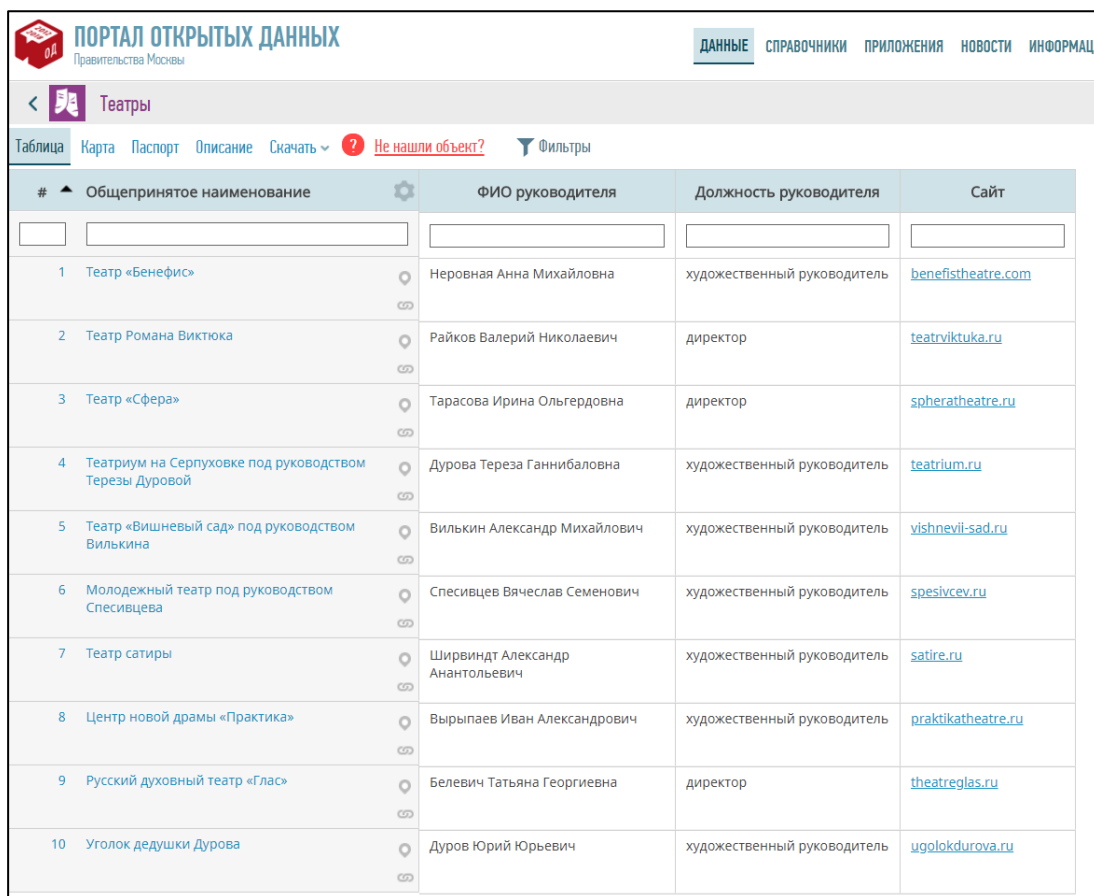 ПОРТАЛ ОТКРЫТЫХ ДАННЫХ
Правительства Москвы
ДАННЫЕ СПРАВОЧНИКИ ПРИЛОЖЕНИЯ НОВОСТИ ИНФОРМАЦ
Театры
Таблица Карта Паспорт Описание Скачать ? Не нашли объект? Фильтры
# Общепринятое наименование ФИО руководителя Должность руководителя Сайт
1 Театр «Бенефис» Неровная Анна Михайловна художественный руководитель benefistheatre.com
2 Театр Романа Виктюка Райков Валерий Николаевич директор teatrviktuka.ru
3 Театр «Сфера» Тарасова Ирина Ольгердовна директор spheratheatre.ru
4 Театриум на Серпуховке под руководством Дурова Тереза Ганнибаловна художественный руководитель teatrium.ru
Терезы Дуровой
5 Театр «Вишневый сад» под руководством Вилькин Александр Михайлович художественный руководитель vishnevii-sad.ru
Вилькина
6 Молодежный театр под руководством Спесивцев Вячеслав Семенович художественный руководитель spesivcev.ru
Спесивцева
7 Театр сатиры Ширвиндт Александр художественный руководитель satire.ru
Анантольевич
8 Центр новой драмы «Практика» Вырыпаев Иван Александрович художественный руководитель praktikatheatre.ru
9 Русский духовный театр «Глас» Белевич Татьяна Георгиевна директор theatreglas.ru
10 Уголок дедушки Дурова Дуров Юрий Юрьевич художественный руководитель ugolokdurova.ru